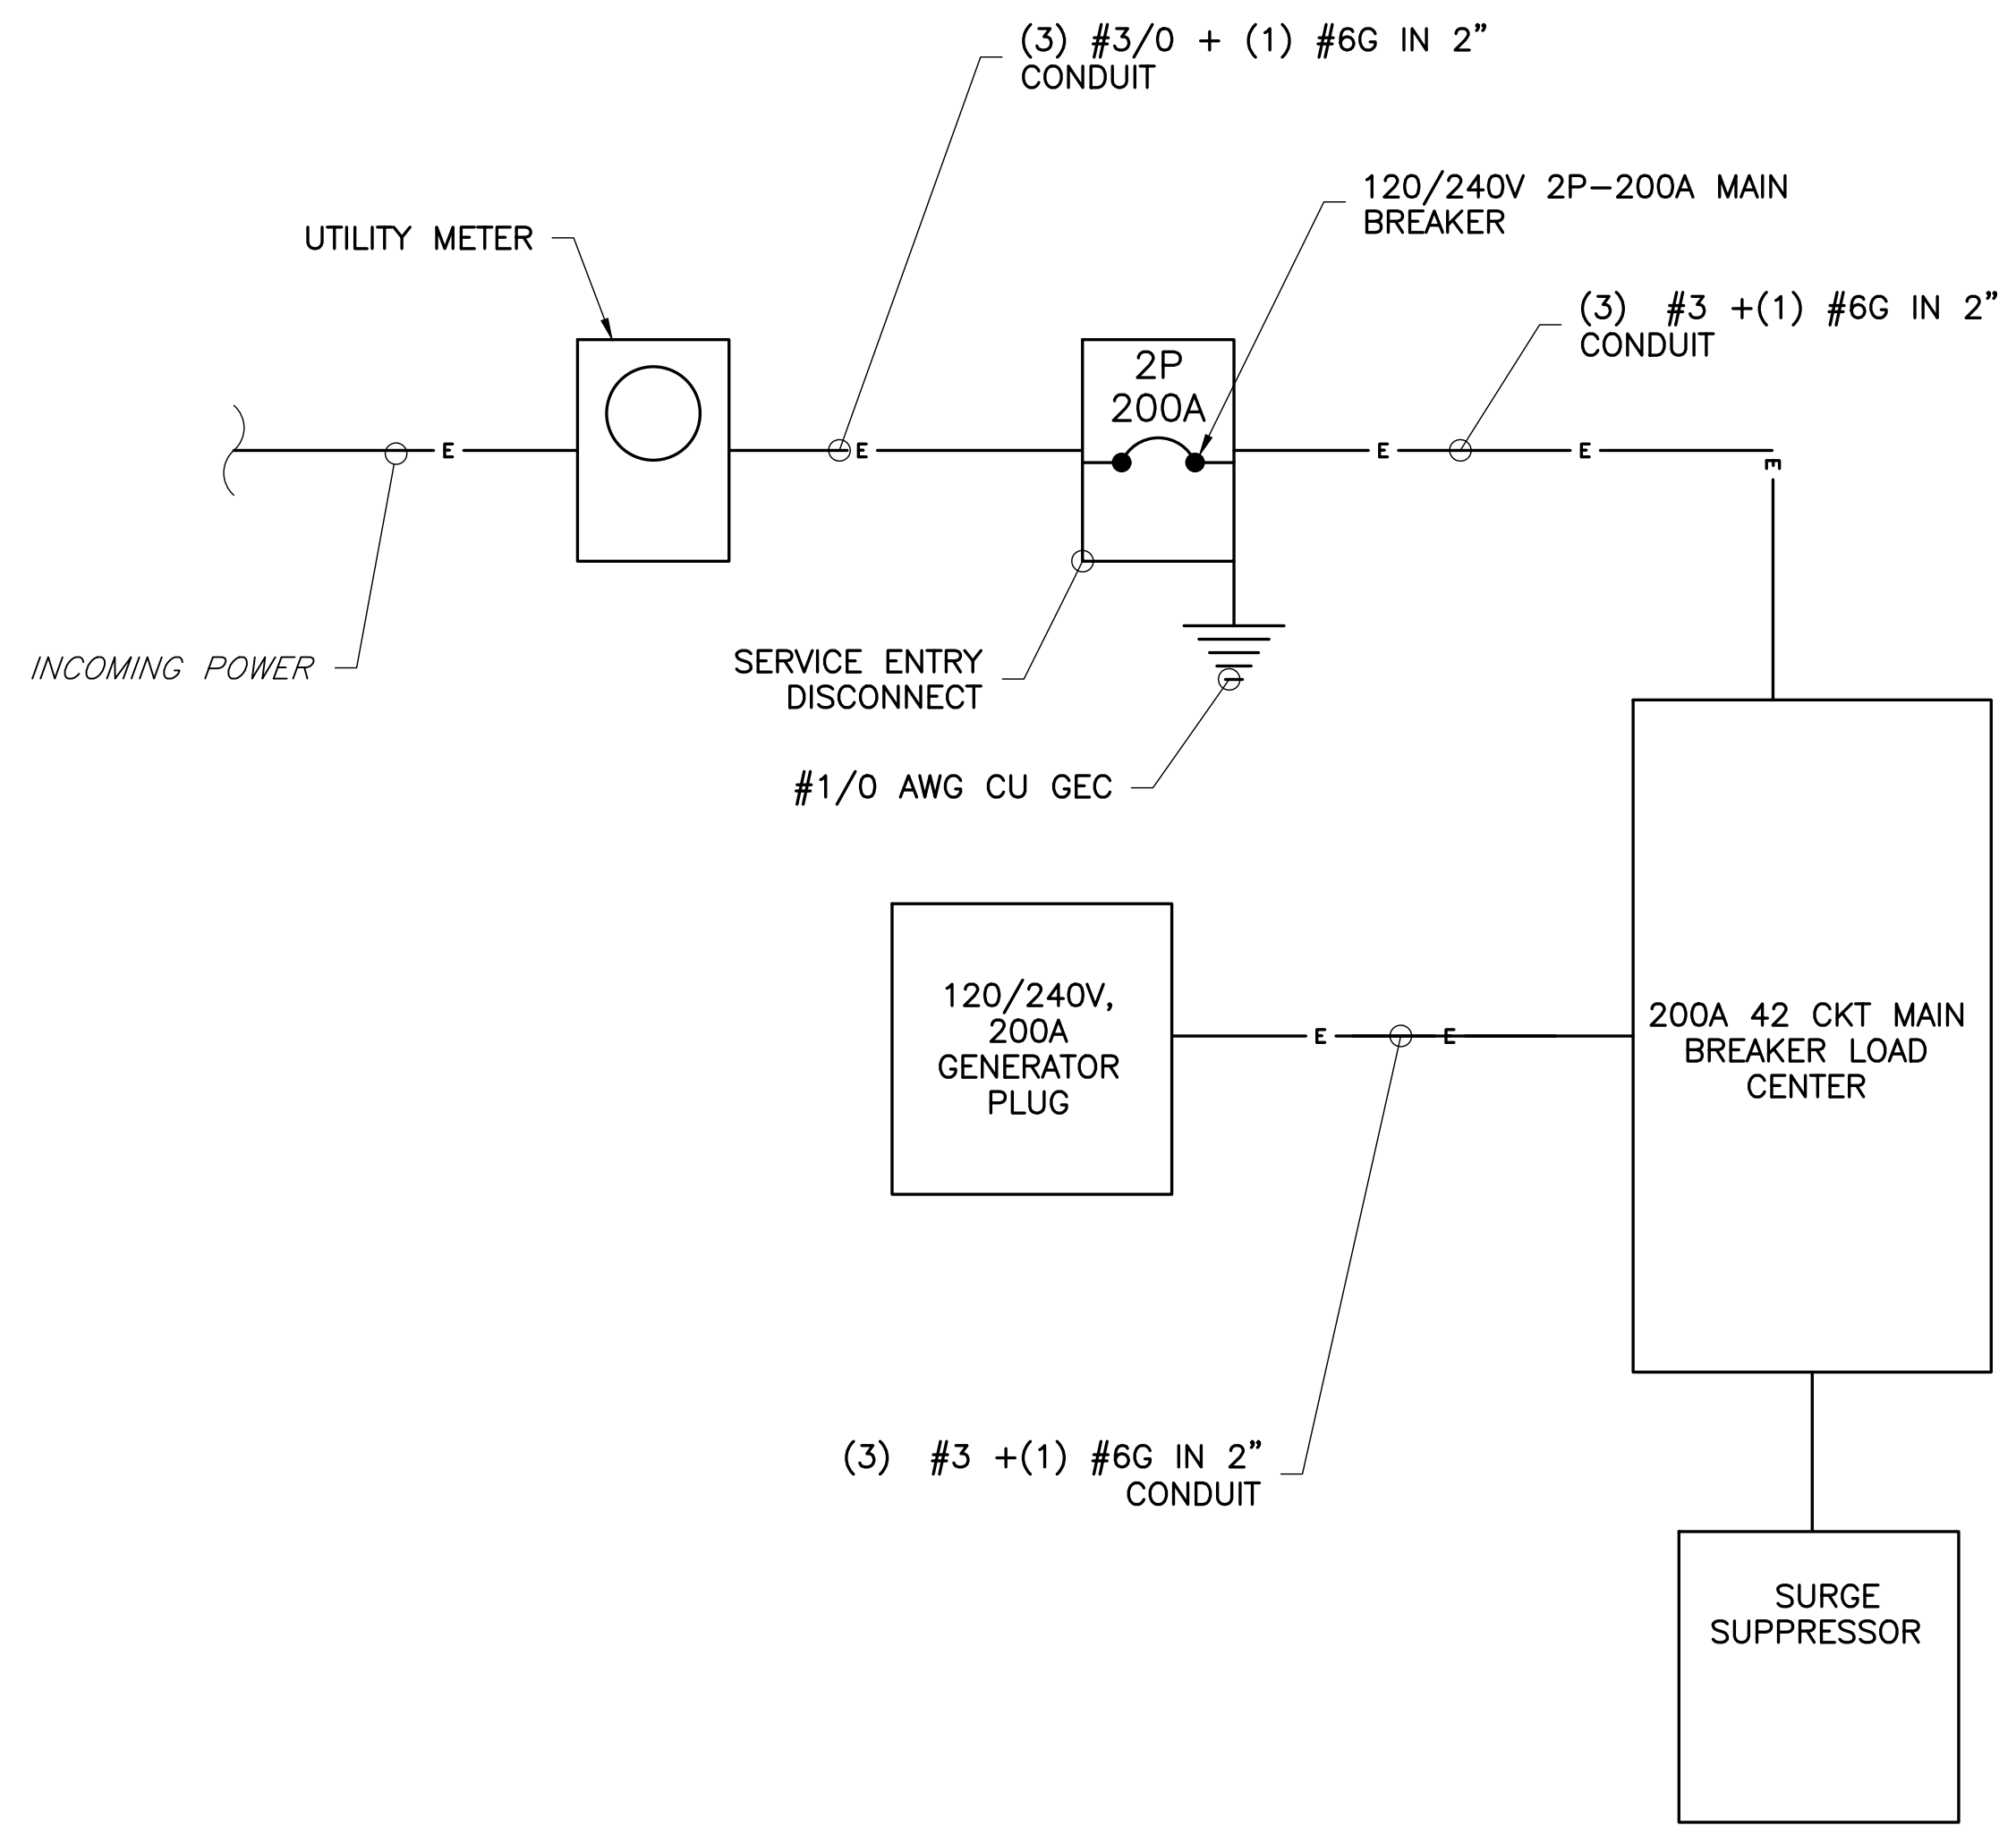 (3) #3/0 + (1) #6G IN 2"
CONDUIT
120/240V 2P-200A MAIN
BREAKER
UTILITY METER
(3) #3 +(1) #6G IN 2"
CONDUIT
2P
200A
E
E
E
E
E
INCOMING POWER
SERVICE ENTRY
DISCONNECT
#1/0 AWG CU GEC
120/240V,
200A
GENERATOR
PLUG
E
E
200A 42 CKT MAIN
BREAKER LOAD
CENTER
(3) #3 +(1) #6G IN 2"
CONDUIT
SURGE
SUPPRESSOR